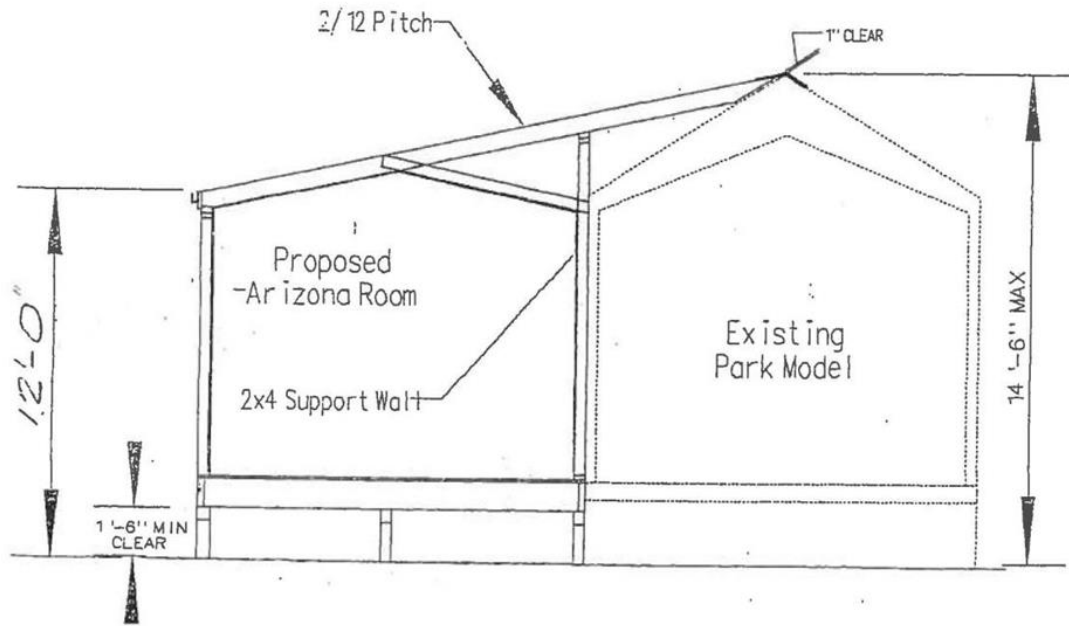 2/12 Pitch
1" CLEAR
Proposed
-Arizona Room
12'-0"
Existing
Park Model
14'-6" MAX
2x4 Support Wall
1'-6" MIN
CLEAR